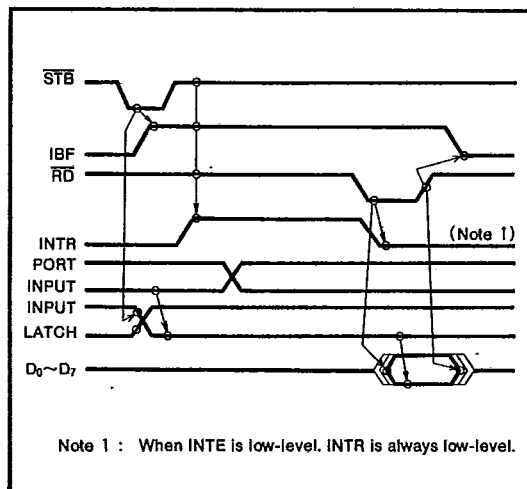 STB
IBF
RD
INTR
(Note 1)
PORT
INPUT
INPUT
LATCH
D₀~D₇
Note 1 : When INTE is low-level. INTR is always low-level.